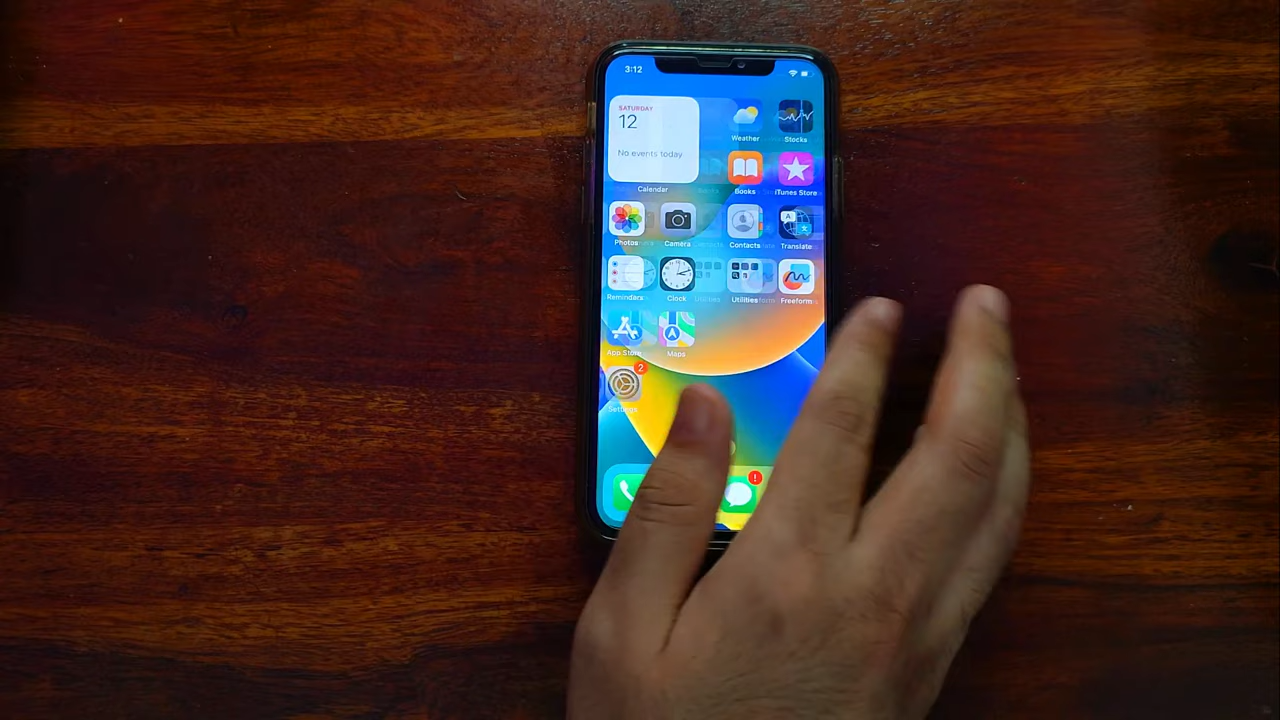 3:12
SATURDAY
12
No events today
Calendar
Weather
Stocks
Books
iTunes Store
Photos
Camera
Contacts
Translate
Reminders
Clock
Utilities
Freeform
App Store
Maps
2
Settings
!